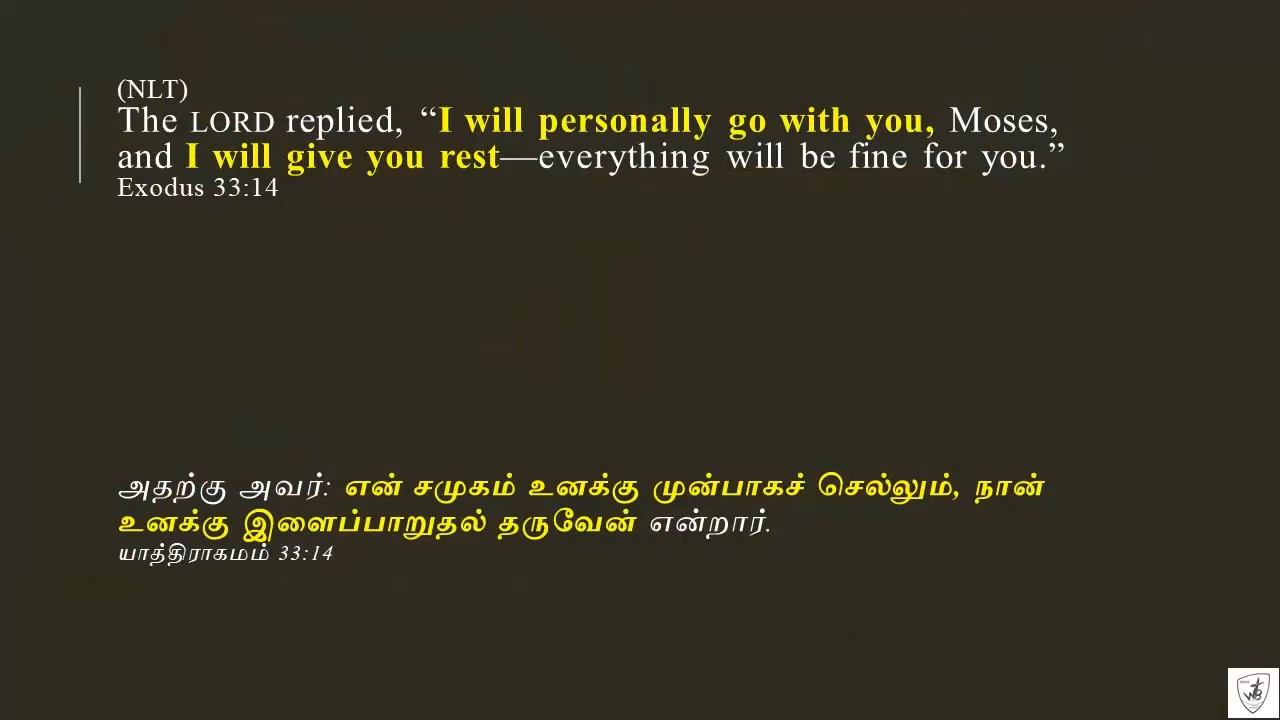 (NLT)
The LORD replied, “I will personally go with you, Moses,
and I will give you rest—everything will be fine for you.”
Exodus 33:14
அதற்கு அவர்: என் சமுகம் உனக்கு முன்பாகச் செல்லும், நான்
உனக்கு இளைப்பாறுதல் தருவேன் என்றார்.
யாத்திராகமம் 33:14